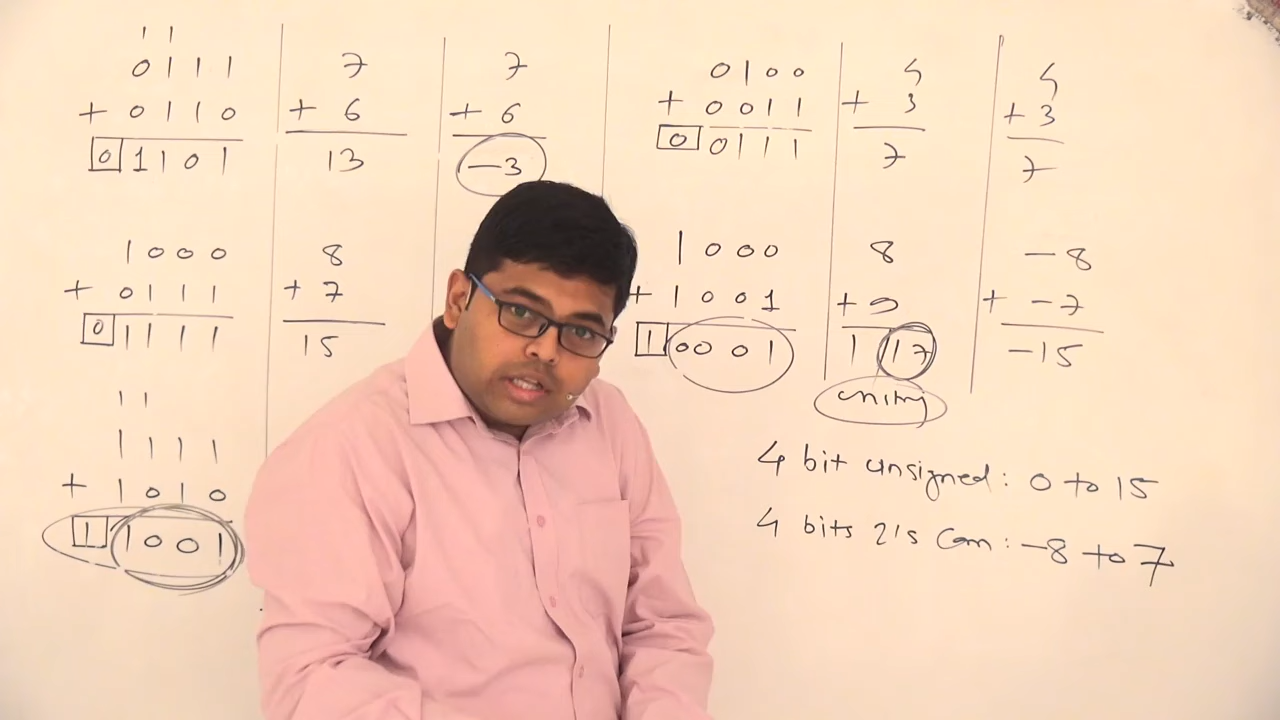 1 1
0 1 1 1
+ 0 1 1 0
0 1 1 0 1
7
+ 6
13
7
+ 6
-3
0 1 0 0
+ 0 0 1 1
0 0 1 1 1
4
+ 3
7
4
+ 3
7
1 0 0 0
+ 0 1 1 1
0 1 1 1 1
8
+ 7
15
1 0 0 0
+ 1 0 0 1
1 0 0 0 1
8
+ 9
1 17
-8
+ -7
-15
1 1
1 1 1 1
+ 1 0 1 0
1 1 0 0 1
4 bit unsigned: 0 to 15
4 bits 2's Com: -8 to 7